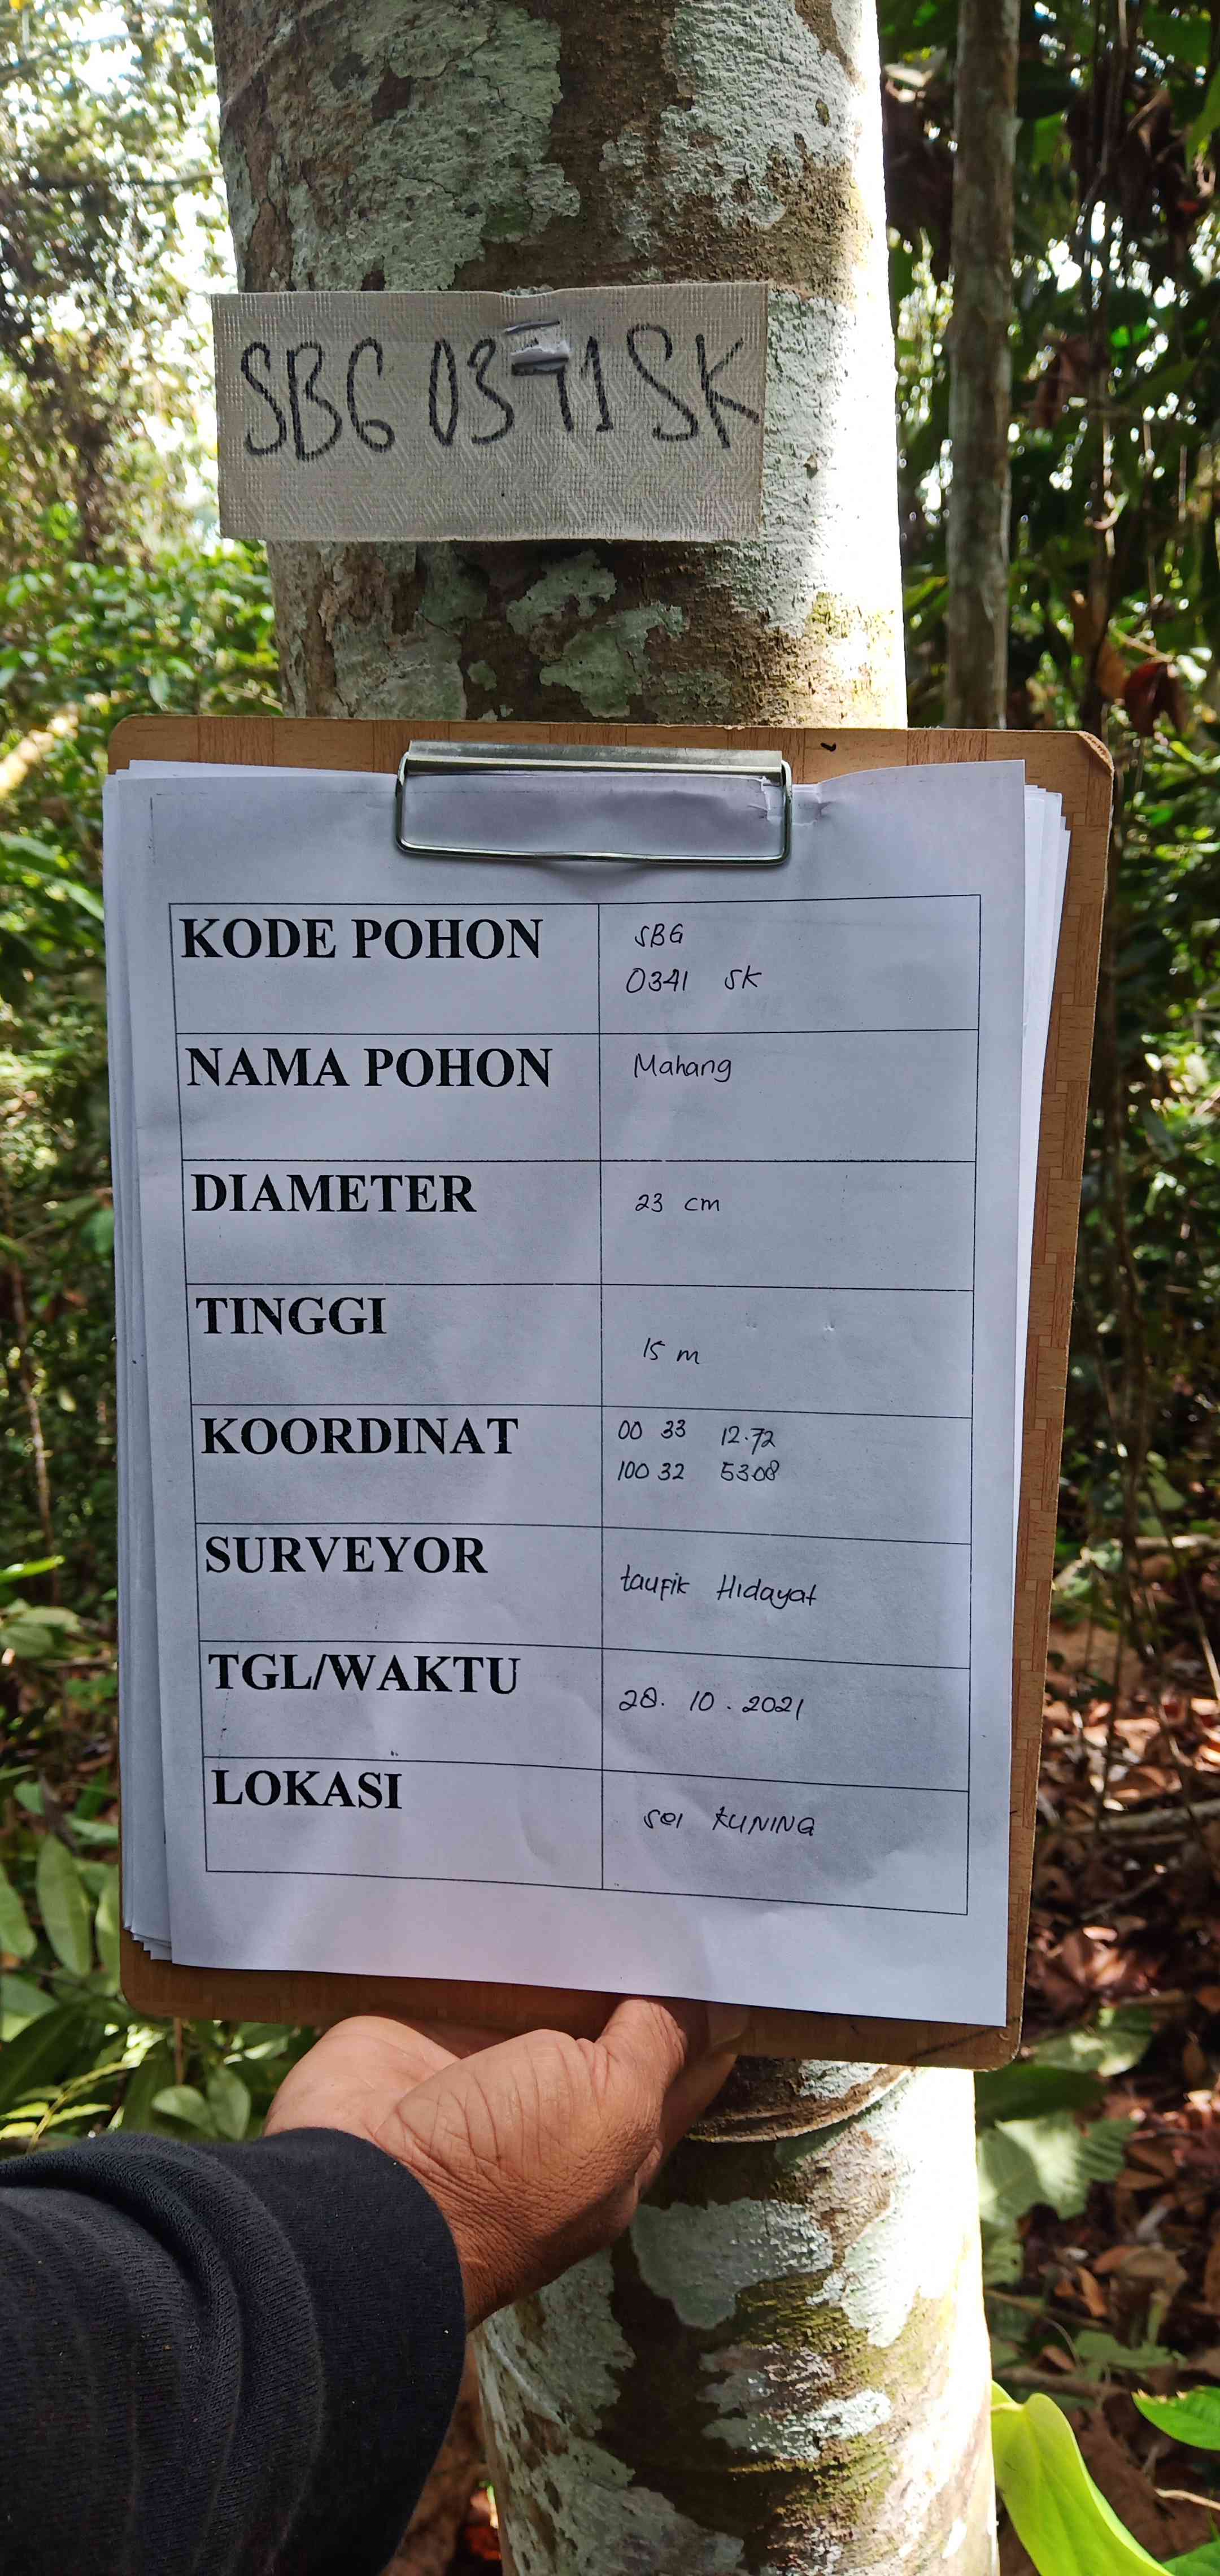 SBG 0341 SK
KODE POHON
SBG
0341 SK
NAMA POHON
Mahang
DIAMETER
23 cm
TINGGI
15 m
KOORDINAT
00 33 12.72
100 32 53.08
SURVEYOR
taufik Hidayat
TGL/WAKTU
28. 10 . 2021
LOKASI
sei KUNING